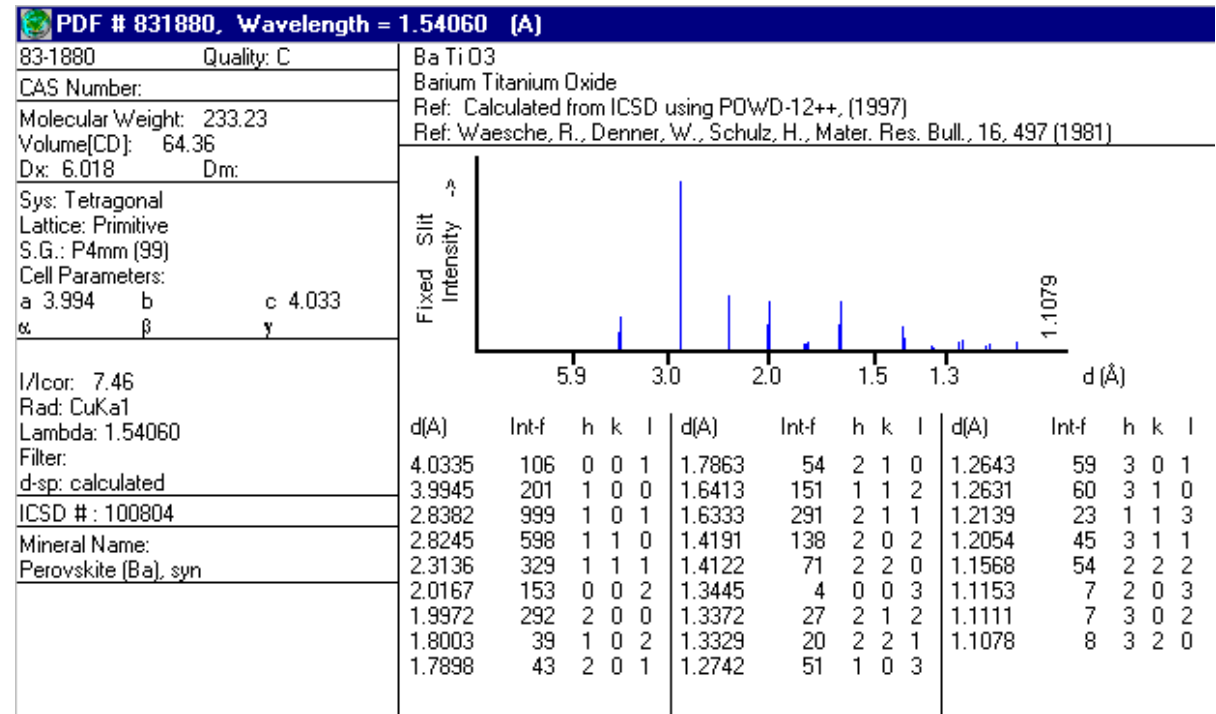 PDF # 831880, Wavelength = 1.54060 (A)
83-1880 Quality: C
CAS Number:
Molecular Weight: 233.23
Volume[CD]: 64.36
Dx: 6.018 Dm:
Sys: Tetragonal
Lattice: Primitive
S.G.: P4mm (99)
Cell Parameters:
a 3.994 b c 4.033
α β γ
I/Icor: 7.46
Rad: CuKa1
Lambda: 1.54060
Filter:
d-sp: calculated
ICSD # : 100804
Mineral Name:
Perovskite (Ba), syn
Ba Ti O3
Barium Titanium Oxide
Ref: Calculated from ICSD using POWD-12++, (1997)
Ref: Waesche, R., Denner, W., Schulz, H., Mater. Res. Bull., 16, 497 (1981)
Fixed Slit
Intensity ->
1.1079
5.9 3.0 2.0 1.5 1.3 d (Å)
d(A) Int-f h k l d(A) Int-f h k l d(A) Int-f h k l
4.0335 106 0 0 1 1.7863 54 2 1 0 1.2643 59 3 0 1
3.9945 201 1 0 0 1.6413 151 1 1 2 1.2631 60 3 1 0
2.8382 999 1 0 1 1.6333 291 2 1 1 1.2139 23 1 1 3
2.8245 598 1 1 0 1.4191 138 2 0 2 1.2054 45 3 1 1
2.3136 329 1 1 1 1.4122 71 2 2 0 1.1568 54 2 2 2
2.0167 153 0 0 2 1.3445 4 0 0 3 1.1153 7 2 0 3
1.9972 292 2 0 0 1.3372 27 2 1 2 1.1111 7 3 0 2
1.8003 39 1 0 2 1.3329 20 2 2 1 1.1078 8 3 2 0
1.7898 43 2 0 1 1.2742 51 1 0 3